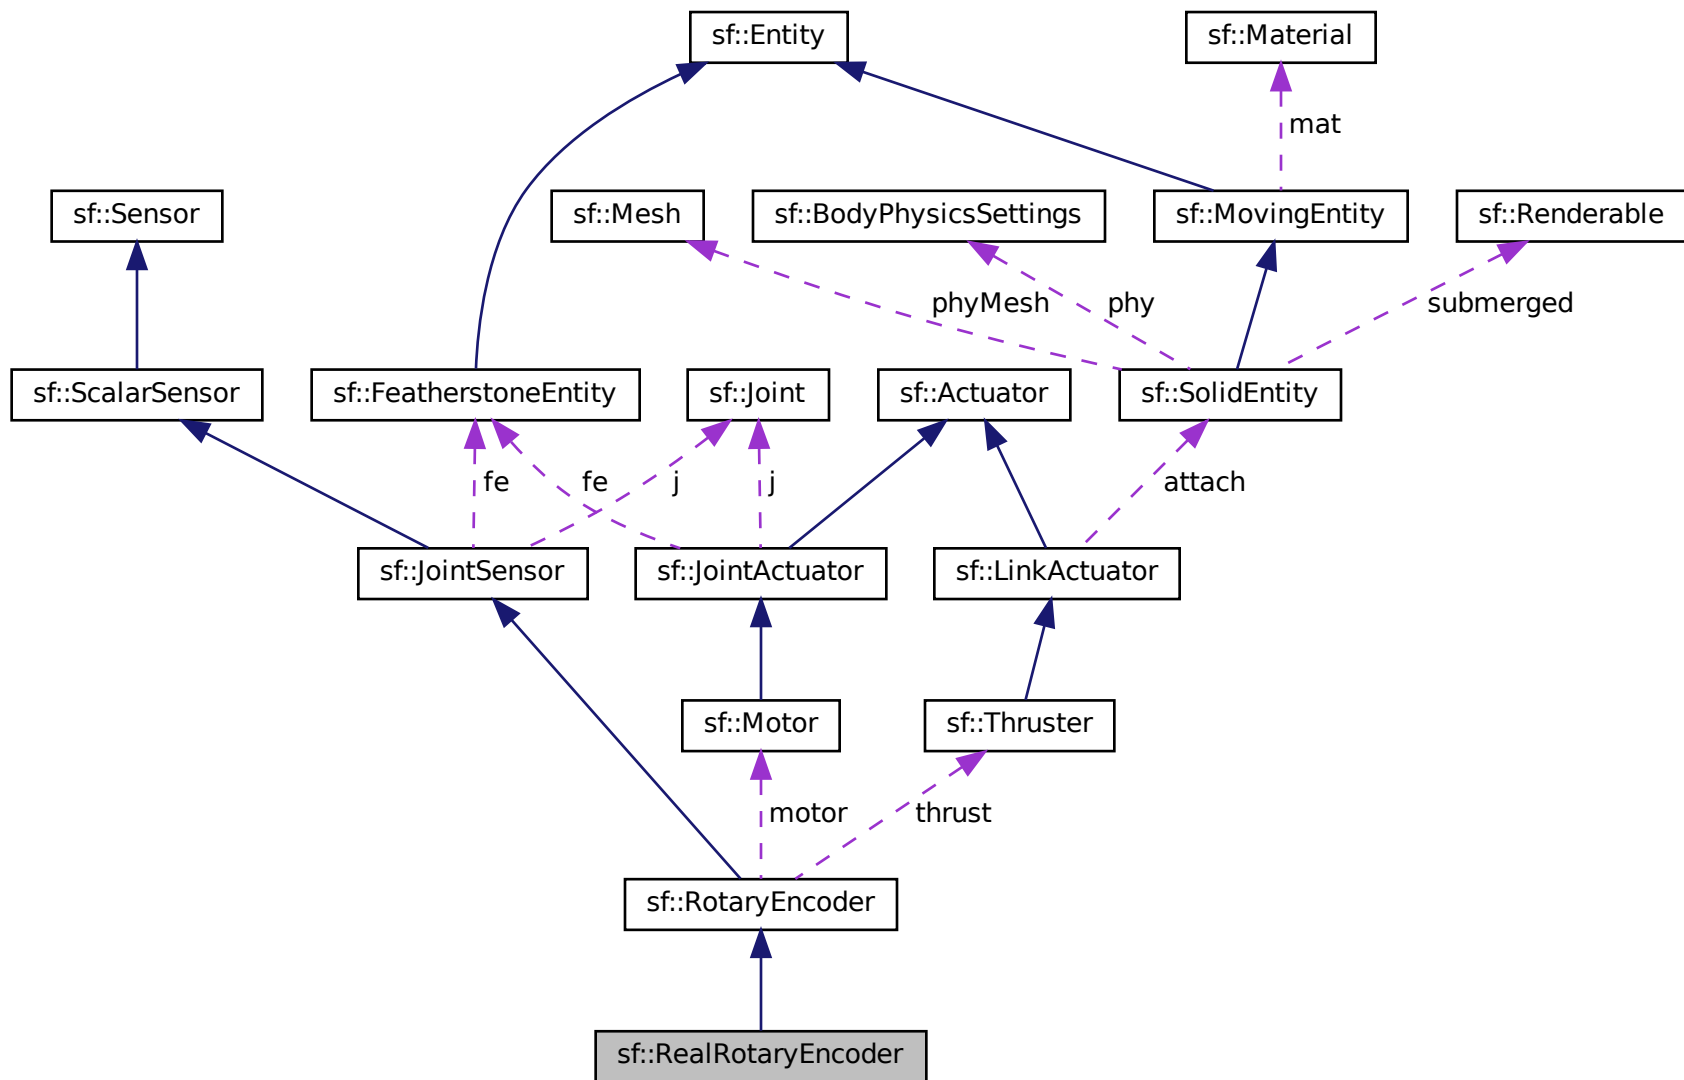 sf::Entity
sf::Material
mat
sf::Sensor
sf::Mesh
sf::BodyPhysicsSettings
sf::MovingEntity
sf::Renderable
phyMesh
phy
submerged
sf::ScalarSensor
sf::FeatherstoneEntity
sf::Joint
sf::Actuator
sf::SolidEntity
fe
fe
j
j
attach
sf::JointSensor
sf::JointActuator
sf::LinkActuator
sf::Motor
sf::Thruster
motor
thrust
sf::RotaryEncoder
sf::RealRotaryEncoder